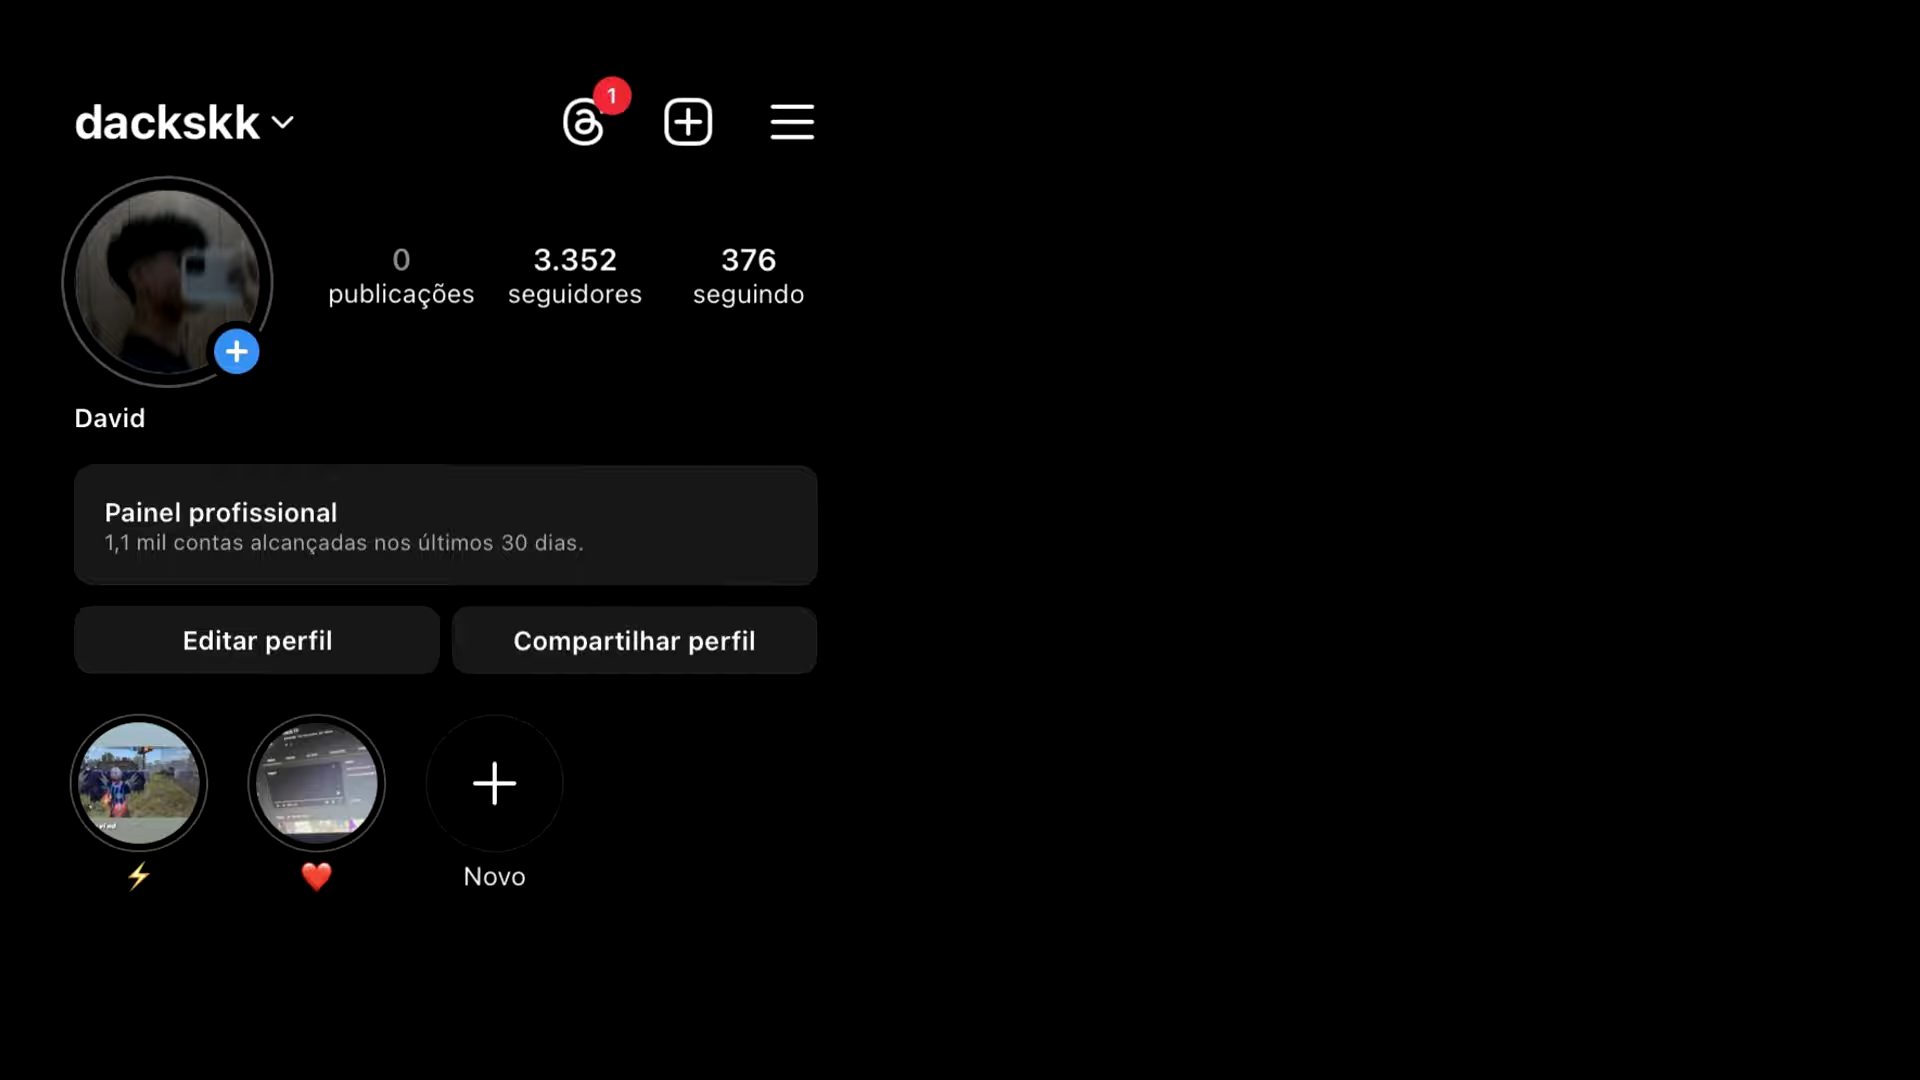 dackskk
1
0
3.352
376
publicações
seguidores
seguindo
David
Painel profissional
1,1 mil contas alcançadas nos últimos 30 dias.
Editar perfil
Compartilhar perfil
⚡
❤️
Novo